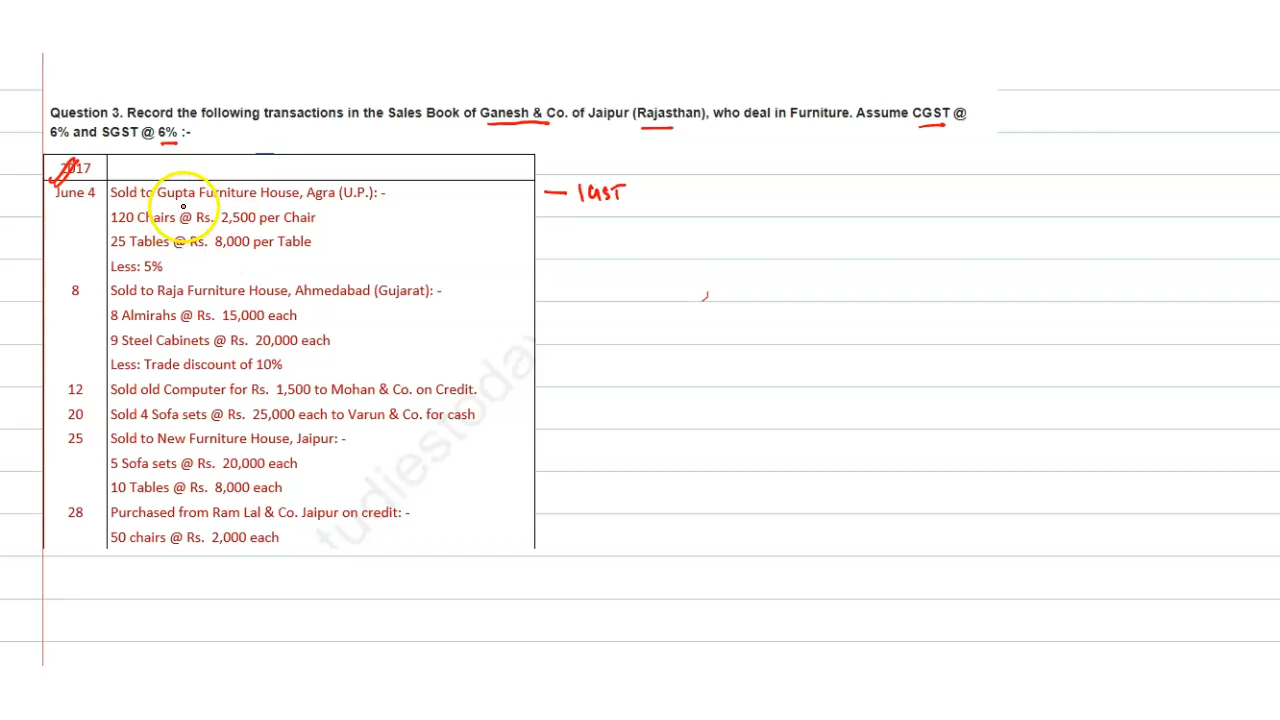 Question 3. Record the following transactions in the Sales Book of Ganesh & Co. of Jaipur (Rajasthan), who deal in Furniture. Assume CGST @
6% and SGST @ 6% :-
2017
June 4 Sold to Gupta Furniture House, Agra (U.P.): - — IGST
120 Chairs @ Rs. 2,500 per Chair
25 Tables @ Rs. 8,000 per Table
Less: 5%
8 Sold to Raja Furniture House, Ahmedabad (Gujarat): -
8 Almirahs @ Rs. 15,000 each
9 Steel Cabinets @ Rs. 20,000 each
Less: Trade discount of 10%
12 Sold old Computer for Rs. 1,500 to Mohan & Co. on Credit.
20 Sold 4 Sofa sets @ Rs. 25,000 each to Varun & Co. for cash
25 Sold to New Furniture House, Jaipur: -
5 Sofa sets @ Rs. 20,000 each
10 Tables @ Rs. 8,000 each
28 Purchased from Ram Lal & Co. Jaipur on credit: -
50 chairs @ Rs. 2,000 each
tudiestoday